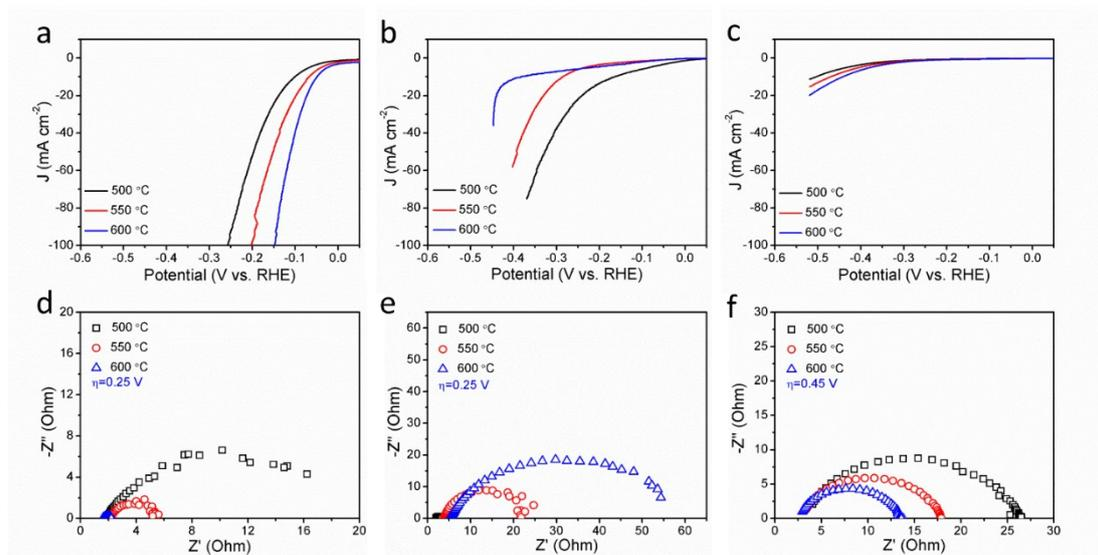 a
0
-20
-40
-60
-80
-100
J (mA cm-2)
500 °C
550 °C
600 °C
-0.6 -0.5 -0.4 -0.3 -0.2 -0.1 0.0
Potential (V vs. RHE)
b
0
-20
-40
-60
-80
-100
J (mA cm-2)
500 °C
550 °C
600 °C
-0.6 -0.5 -0.4 -0.3 -0.2 -0.1 0.0
Potential (V vs. RHE)
c
0
-20
-40
-60
-80
-100
J (mA cm-2)
500 °C
550 °C
600 °C
-0.6 -0.5 -0.4 -0.3 -0.2 -0.1 0.0
Potential (V vs. RHE)
d
20
16
12
8
4
0
-Z" (Ohm)
500 °C
550 °C
600 °C
η=0.25 V
0 4 8 12 16 20
Z' (Ohm)
e
60
50
40
30
20
10
0
-Z" (Ohm)
500 °C
550 °C
600 °C
η=0.25 V
0 10 20 30 40 50 60
Z' (Ohm)
f
30
25
20
15
10
5
0
-Z" (Ohm)
500 °C
550 °C
600 °C
η=0.45 V
0 5 10 15 20 25 30
Z' (Ohm)